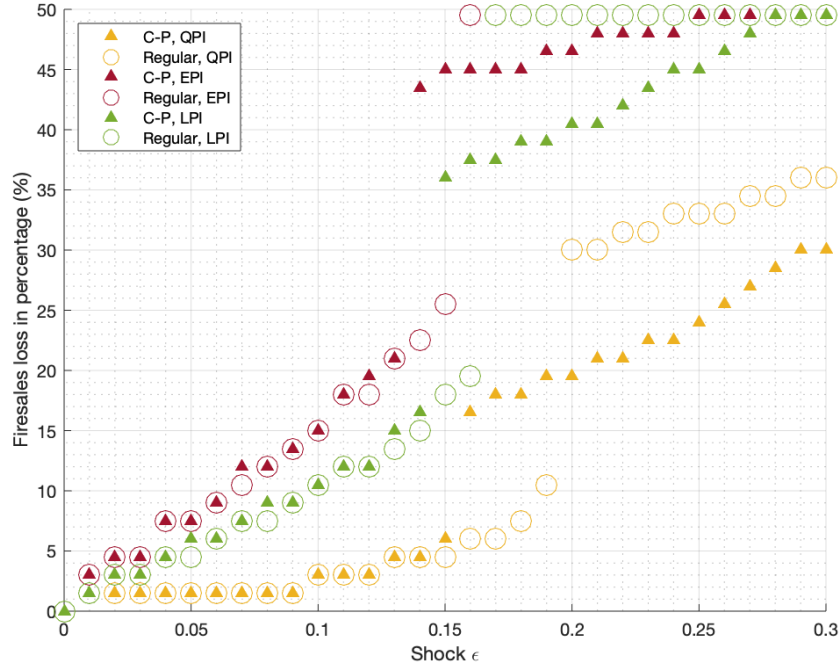 50
45
40
35
30
25
20
15
10
5
0
Firesales loss in percentage (%)
C-P, QPI
Regular, QPI
C-P, EPI
Regular, EPI
C-P, LPI
Regular, LPI
0 0.05 0.1 0.15 0.2 0.25 0.3
Shock ϵ